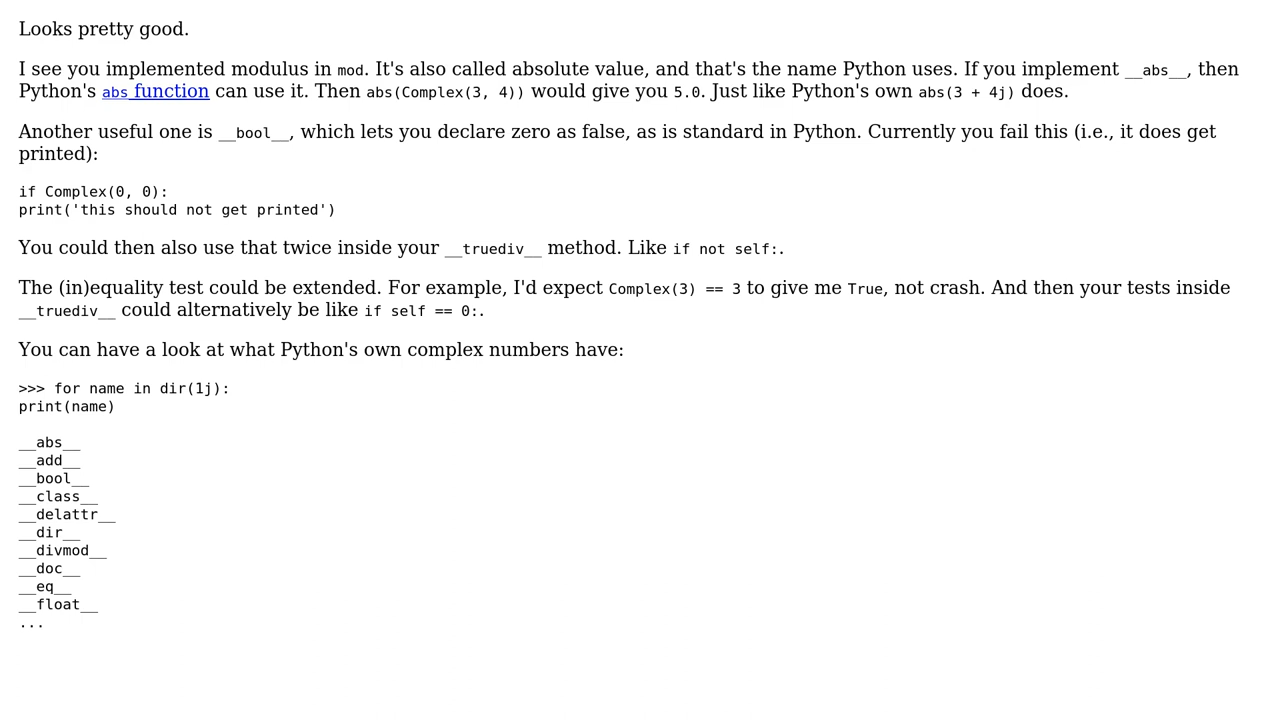 Looks pretty good.
I see you implemented modulus in mod. It's also called absolute value, and that's the name Python uses. If you implement __abs__, then
Python's abs function can use it. Then abs(Complex(3, 4)) would give you 5.0. Just like Python's own abs(3 + 4j) does.
Another useful one is __bool__, which lets you declare zero as false, as is standard in Python. Currently you fail this (i.e., it does get
printed):
if Complex(0, 0):
print('this should not get printed')
You could then also use that twice inside your __truediv__ method. Like if not self:.
The (in)equality test could be extended. For example, I'd expect Complex(3) == 3 to give me True, not crash. And then your tests inside
__truediv__ could alternatively be like if self == 0:.
You can have a look at what Python's own complex numbers have:
>>> for name in dir(1j):
print(name)
__abs__
__add__
__bool__
__class__
__delattr__
__dir__
__divmod__
__doc__
__eq__
__float__
...